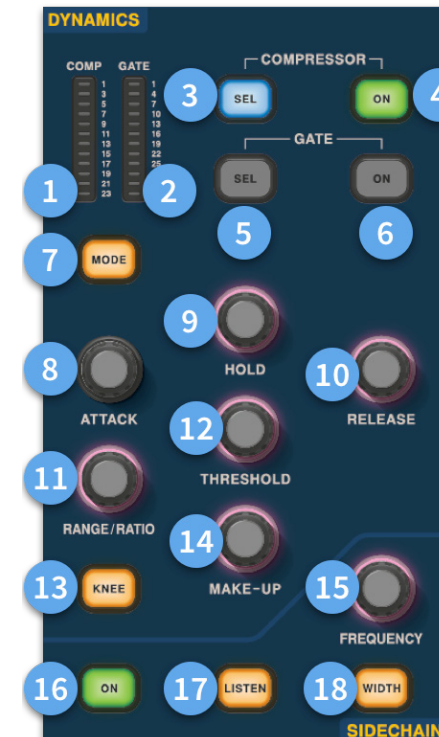 DYNAMICS
COMP GATE
COMPRESSOR
1 1
3 4
5 7
7 10
9 13
11 16
13 19
15 22
17 25
19
21
23
3 SEL ON 4
GATE
1 2 SEL ON
5 6
7 MODE
9
HOLD
8
ATTACK
10
RELEASE
12
THRESHOLD
11
RANGE/RATIO
14
MAKE-UP
13 KNEE
15
FREQUENCY
16 ON 17 LISTEN 18 WIDTH
SIDECHAIN